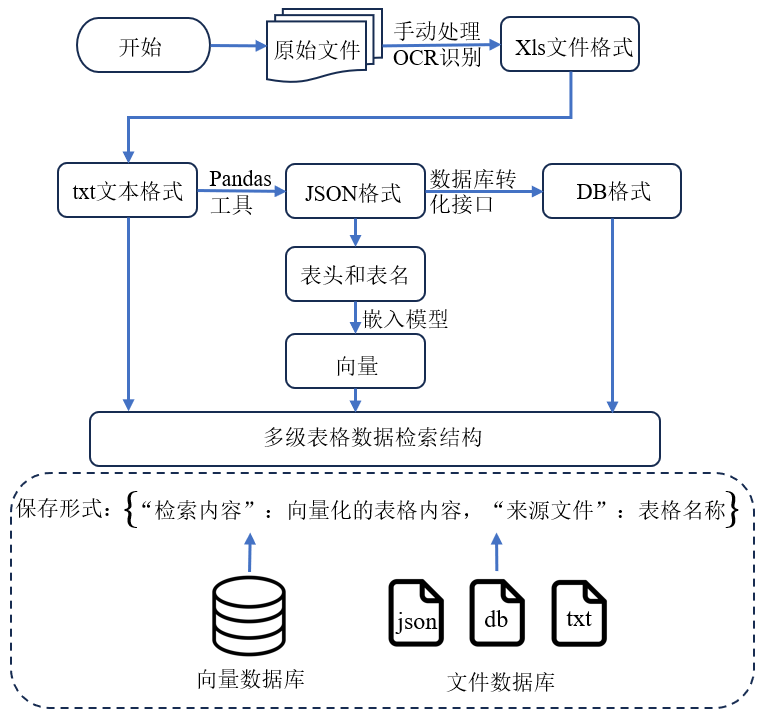 开始
原始文件
手动处理
OCR识别
Xls文件格式
txt文本格式
Pandas
工具
JSON格式
数据库转
化接口
DB格式
表头和表名
嵌入模型
向量
多级表格数据检索结构
保存形式：{“检索内容”：向量化的表格内容，“来源文件”：表格名称}
json
db
txt
向量数据库
文件数据库